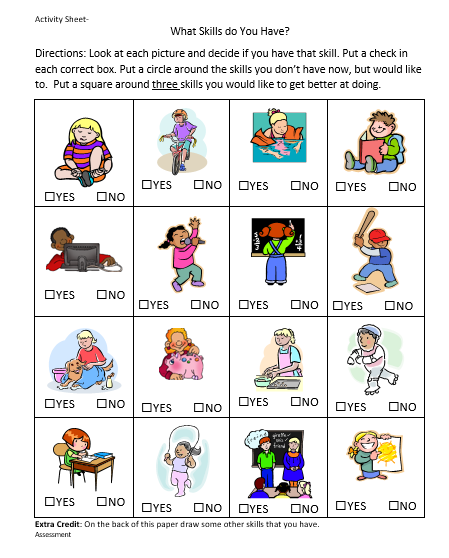 Activity Sheet-
What Skills do You Have?
Directions: Look at each picture and decide if you have that skill. Put a check in
each correct box. Put a circle around the skills you don't have now, but would like
to. Put a square around three skills you would like to get better at doing.
☐YES ☐NO ☐YES ☐NO ☐YES ☐NO ☐YES ☐NO
☐YES ☐NO ☐YES ☐NO ☐YES ☐NO ☐YES ☐NO
☐YES ☐NO ☐YES ☐NO ☐YES ☐NO ☐YES ☐NO
☐YES ☐NO ☐YES ☐NO ☐YES ☐NO ☐YES ☐NO
Extra Credit: On the back of this paper draw some other skills that you have.
Assessment